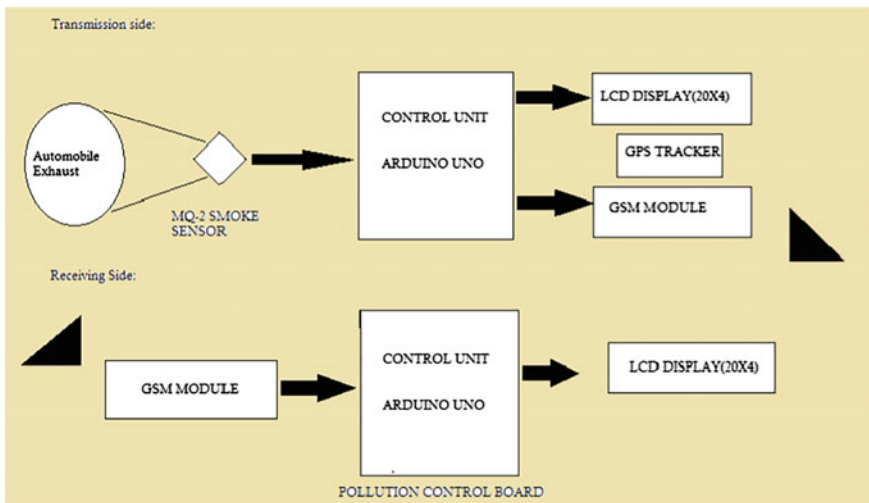 Transmission side:
Automobile
Exhaust
MQ-2 SMOKE
SENSOR
CONTROL UNIT
ARDUINO UNO
LCD DISPLAY(20X4)
GPS TRACKER
GSM MODULE
Receiving Side:
GSM MODULE
CONTROL UNIT
ARDUINO UNO
LCD DISPLAY(20X4)
POLLUTION CONTROL BOARD